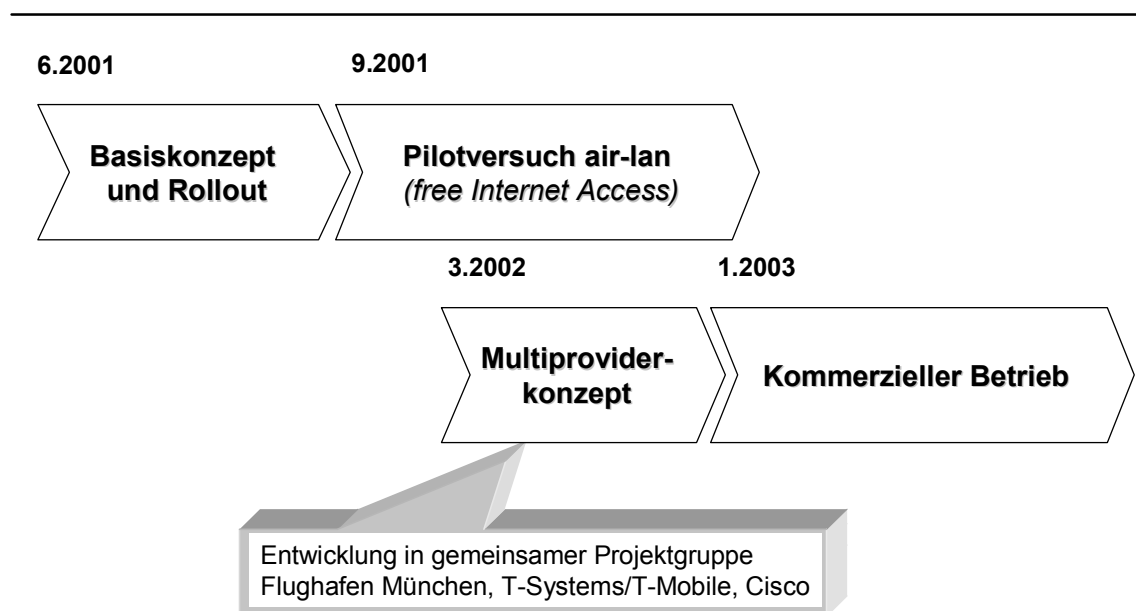 6.2001
9.2001
Basiskonzept
und Rollout
Pilotversuch air-lan
(free Internet Access)
3.2002
1.2003
Multiprovider-
konzept
Kommerzieller Betrieb
Entwicklung in gemeinsamer Projektgruppe
Flughafen München, T-Systems/T-Mobile, Cisco